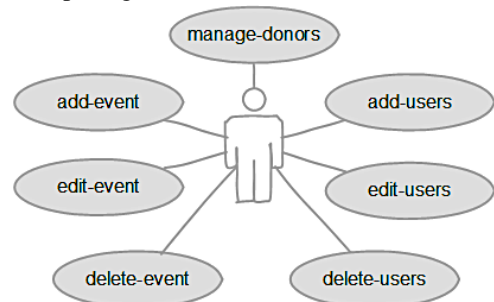 manage-donors
add-event
add-users
edit-event
edit-users
delete-event
delete-users